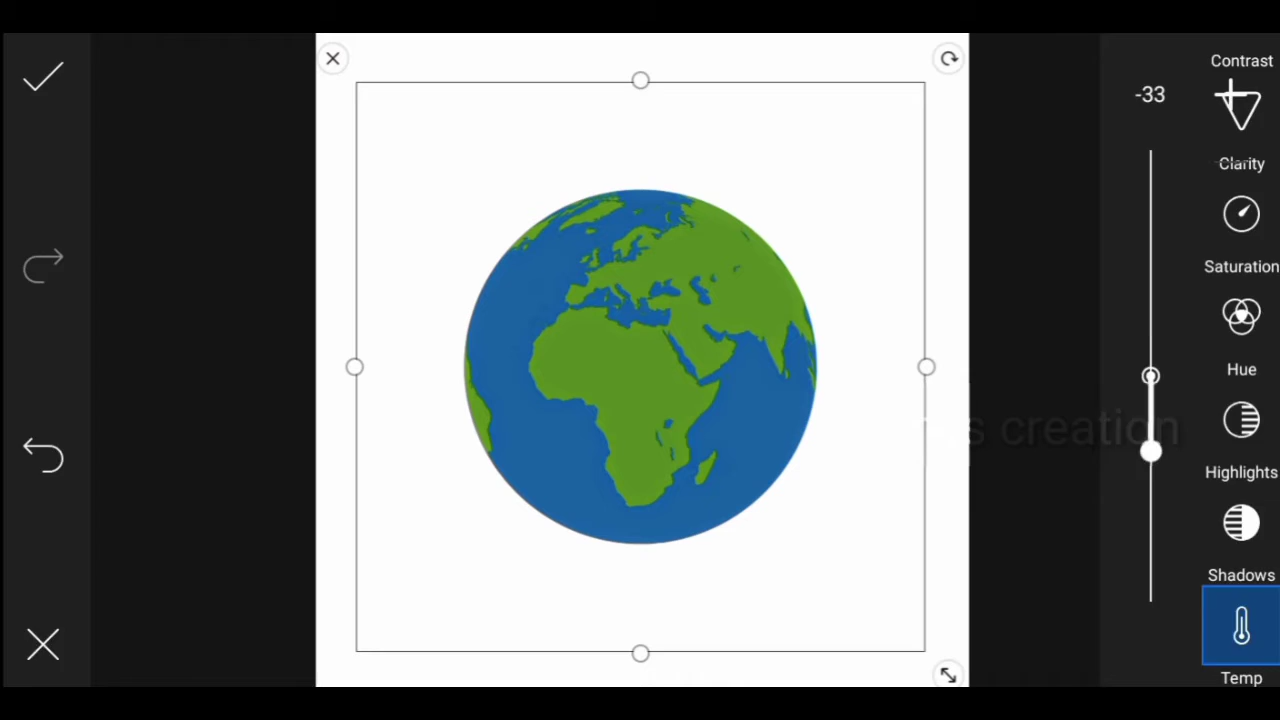 Contrast
-33
Clarity
Saturation
Hue
s creation
Highlights
Shadows
Temp